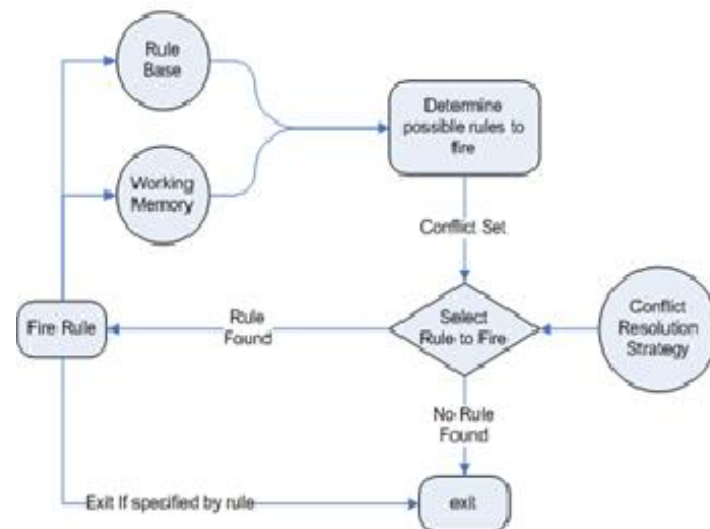 Rule
Base
Determine
possible rules to
fire
Working
Memory
Conflict Set
Fire Rule
Rule
Found
Select
Rule to Fire
Conflict
Resolution
Strategy
No Rule
Found
Exit If specified by rule
exit